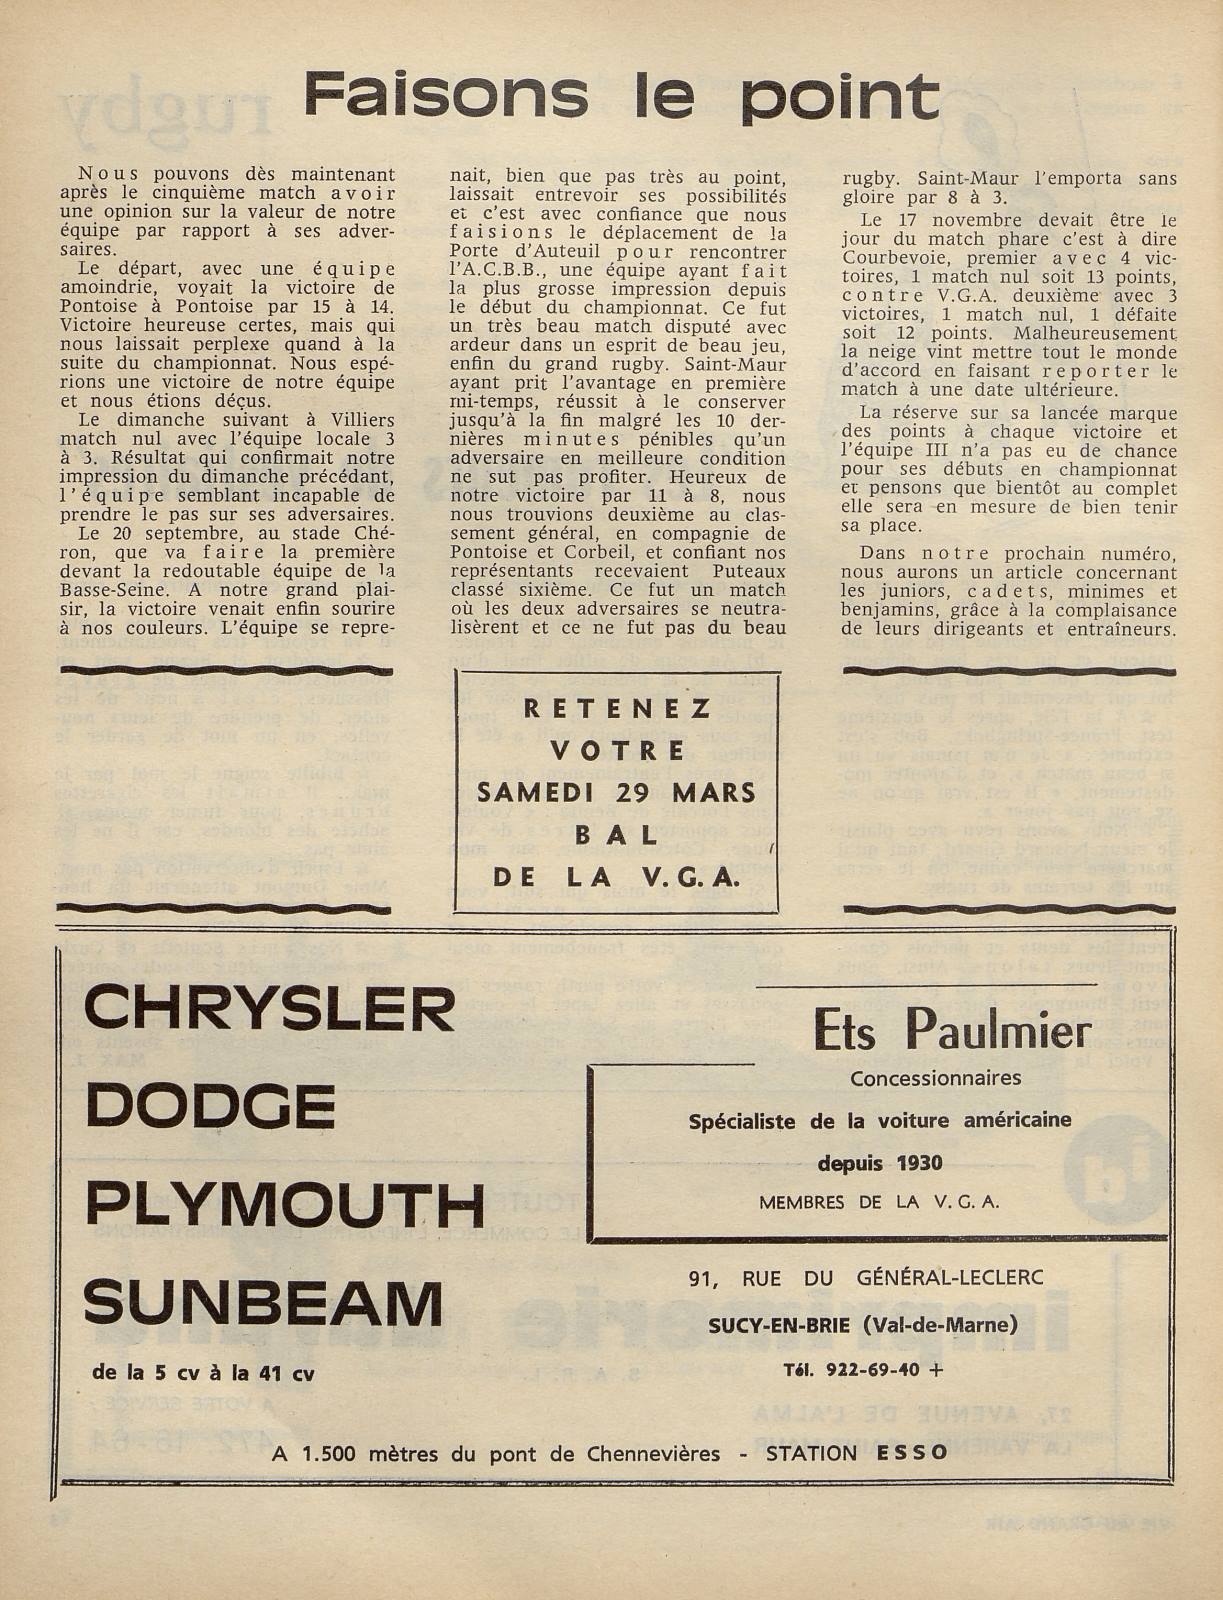 Faisons le point
Nous pouvons dès maintenant
après le cinquième match avoir
une opinion sur la valeur de notre
équipe par rapport à ses adver-
saires.
Le départ, avec une équipe
amoindrie, voyait la victoire de
Pontoise à Pontoise par 15 à 14.
Victoire heureuse certes, mais qui
nous laissait perplexe quand à la
suite du championnat. Nous espé-
rions une victoire de notre équipe
et nous étions déçus.
Le dimanche suivant à Villiers
match nul avec l'équipe locale 3
à 3. Résultat qui confirmait notre
impression du dimanche précédant,
l'équipe semblant incapable de
prendre le pas sur ses adversaires.
Le 20 septembre, au stade Ché-
ron, que va faire la première
devant la redoutable équipe de la
Basse-Seine. A notre grand plai-
sir, la victoire venait enfin sourire
à nos couleurs. L'équipe se repre-
nait, bien que pas très au point,
laissait entrevoir ses possibilités
et c'est avec confiance que nous
faisions le déplacement de la
Porte d'Auteuil pour rencontrer
l'A.C.B.B., une équipe ayant fait
la plus grosse impression depuis
le début du championnat. Ce fut
un très beau match disputé avec
ardeur dans un esprit de beau jeu,
enfin du grand rugby. Saint-Maur
ayant prit l'avantage en première
mi-temps, réussit à le conserver
jusqu'à la fin malgré les 10 der-
nières minutes pénibles qu'un
adversaire en meilleure condition
ne sut pas profiter. Heureux de
notre victoire par 11 à 8, nous
nous trouvions deuxième au clas-
sement général, en compagnie de
Pontoise et Corbeil, et confiant nos
représentants recevaient Puteaux
classé sixième. Ce fut un match
où les deux adversaires se neutra-
lisèrent et ce ne fut pas du beau
rugby. Saint-Maur l'emporta sans
gloire par 8 à 3.
Le 17 novembre devait être le
jour du match phare c'est à dire
Courbevoie, premier avec 4 vic-
toires, 1 match nul soit 13 points,
contre V.G.A. deuxième avec 3
victoires, 1 match nul, 1 défaite
soit 12 points. Malheureusement
la neige vint mettre tout le monde
d'accord en faisant reporter le
match à une date ultérieure.
La réserve sur sa lancée marque
des points à chaque victoire et
l'équipe III n'a pas eu de chance
pour ses débuts en championnat
et pensons que bientôt au complet
elle sera en mesure de bien tenir
sa place.
Dans notre prochain numéro,
nous aurons un article concernant
les juniors, cadets, minimes et
benjamins, grâce à la complaisance
de leurs dirigeants et entraîneurs.
RETENEZ
VOTRE
SAMEDI 29 MARS
BAL
DE LA V.G.A.
CHRYSLER
DODGE
PLYMOUTH
SUNBEAM
de la 5 cv à la 41 cv
Ets Paulmier
Concessionnaires
Spécialiste de la voiture américaine
depuis 1930
MEMBRES DE LA V.G.A.
91, RUE DU GÉNÉRAL-LECLERC
SUCY-EN-BRIE (Val-de-Marne)
Tél. 922-69-40 +
A 1.500 mètres du pont de Chennevières - STATION ESSO